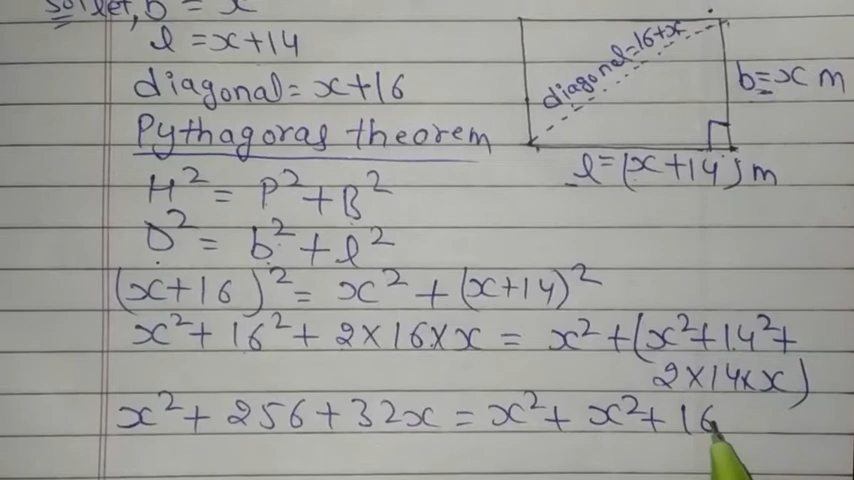 Sol let, b = x
l = x+14
diagonal = x+16
Pythagoras theorem
H² = P² + B²
D² = b² + l²
(x+16)² = x² + (x+14)²
x² + 16² + 2×16×x = x² + (x² + 14² +
2×14×x)
x² + 256 + 32x = x² + x² + 16
diagonal=16+x
b=x m
l=(x+14)m